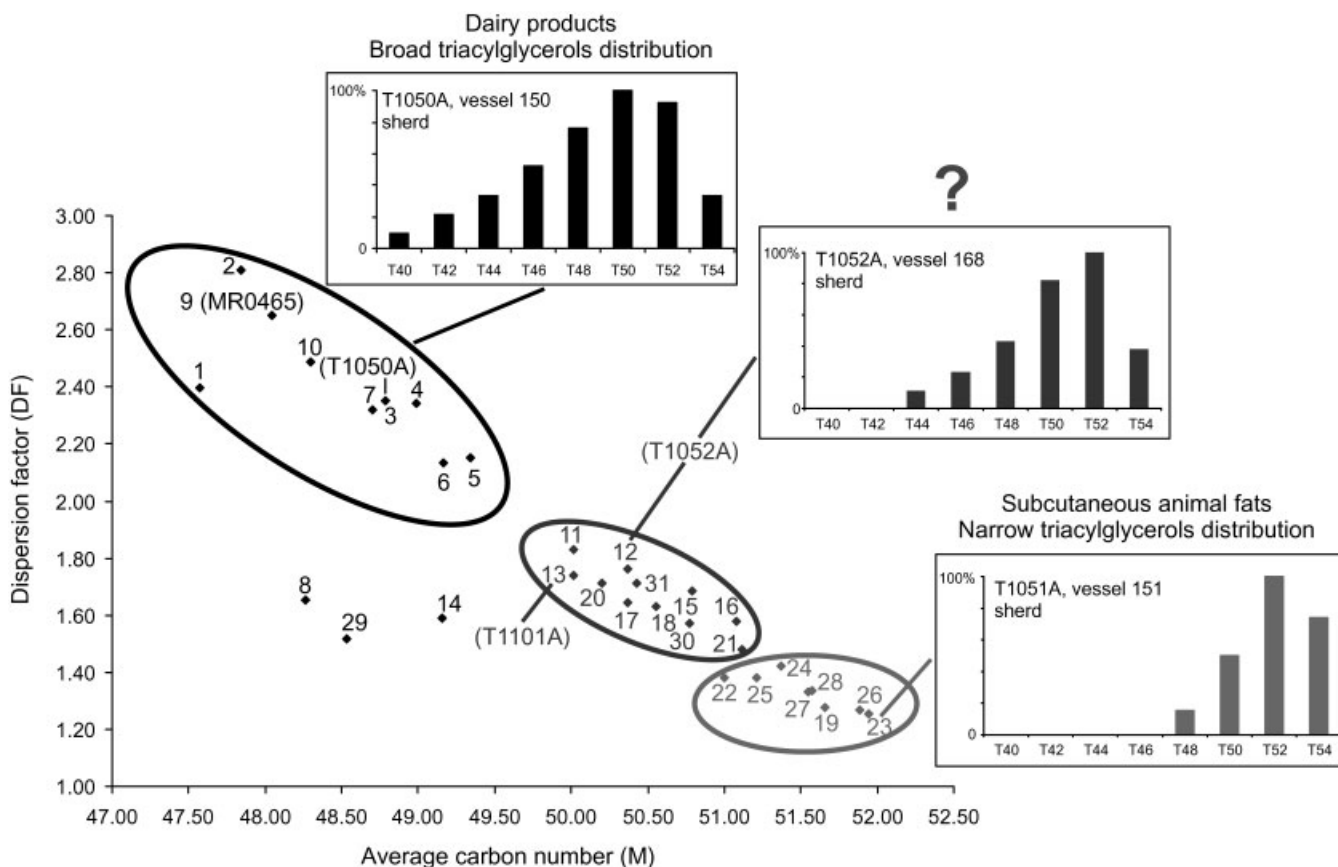 Dairy products
Broad triacylglycerols distribution
100%
T1050A, vessel 150
sherd
0
T40 T42 T44 T46 T48 T50 T52 T54
?
100%
T1052A, vessel 168
sherd
0
T40 T42 T44 T46 T48 T50 T52 T54
Subcutaneous animal fats
Narrow triacylglycerols distribution
100%
T1051A, vessel 151
sherd
0
T40 T42 T44 T46 T48 T50 T52 T54
Dispersion factor (DF)
3.00
2.80
2.60
2.40
2.20
2.00
1.80
1.60
1.40
1.20
1.00
2
9 (MR0465)
10
(T1050A)
1
7
3
4
6
5
(T1052A)
11
12
13
20
31
17
18
15
30
16
21
(T1101A)
8
29
14
22
25
24
28
27
19
26
23
47.00 47.50 48.00 48.50 49.00 49.50 50.00 50.50 51.00 51.50 52.00 52.50
Average carbon number (M)